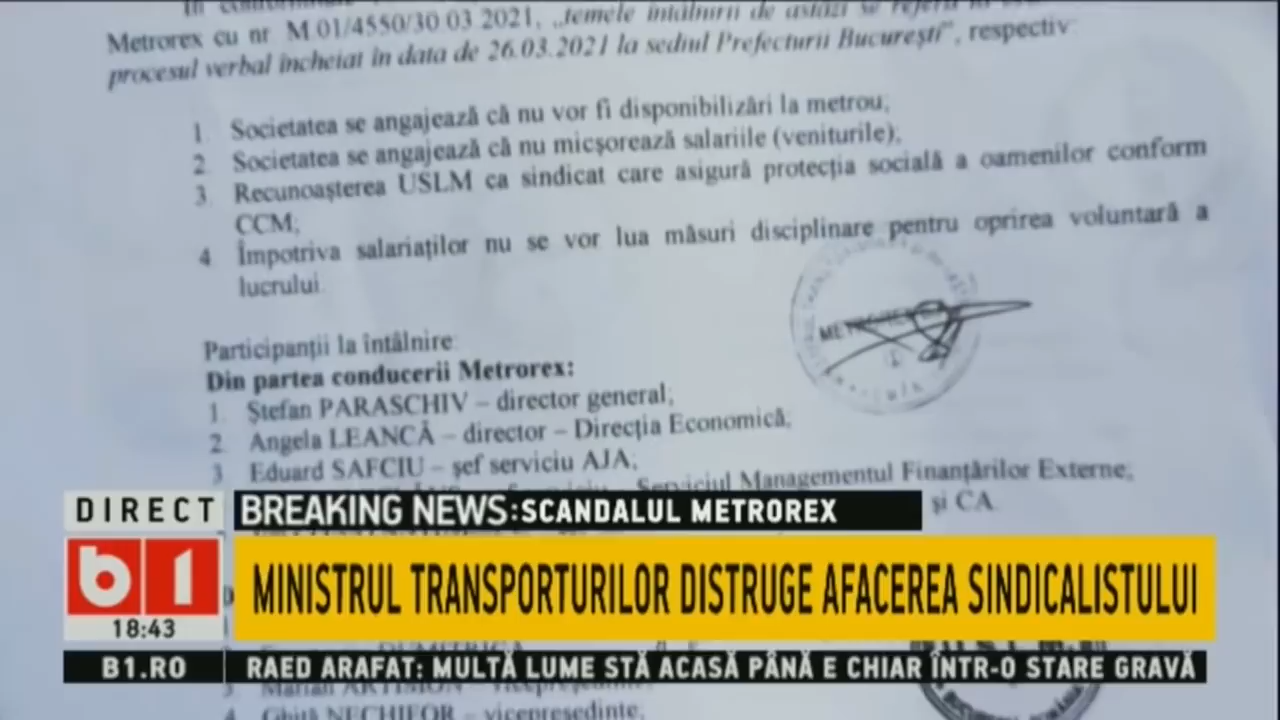 Metrorex cu nr M.01/4550/30.03.2021, „temele întâlnirii de astăzi se referă la
procesul verbal încheiat în data de 26.03.2021 la sediul Prefecturii București", respectiv
1. Societatea se angajează că nu vor fi disponibilizări la metrou;
2. Societatea se angajează că nu micșorează salariile (veniturile);
3. Recunoașterea USLM ca sindicat care asigură protecția socială a oamenilor conform
CCM;
4. Împotriva salariaților nu se vor lua măsuri disciplinare pentru oprirea voluntară a
lucrului.
Participanții la întâlnire:
Din partea conducerii Metrorex:
1. Ștefan PARASCHIV – director general;
2. Angela LEANCĂ – director – Direcția Economică;
3. Eduard SAFCIU – șef serviciu AJA;
Serviciul Managementul Finanțărilor Externe;
și CA.
DIRECT
BREAKING NEWS: SCANDALUL METROREX
b1
MINISTRUL TRANSPORTURILOR DISTRUGE AFACEREA SINDICALISTULUI
18:43
B1.RO
RAED ARAFAT: MULTĂ LUME STĂ ACASĂ PÂNĂ E CHIAR ÎNTR-O STARE GRAVĂ
3. Marian
4. Ghiță NECHIFOR – vicepreședinte,